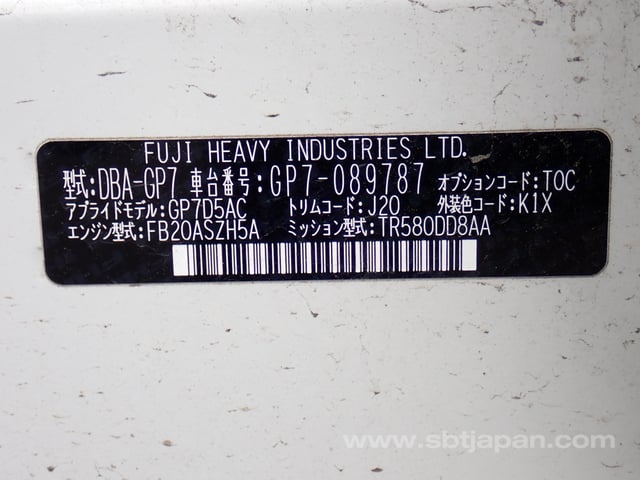 FUJI HEAVY INDUSTRIES LTD.
型式:DBA-GP7 車台番号:GP7-089787 オプションコード:TOC
アプライドモデル:GP7D5AC トリムコード:J20 外装色コード:K1X
エンジン型式:FB20ASZH5A ミッション型式:TR580DD8AA
www.sbtjapan.com